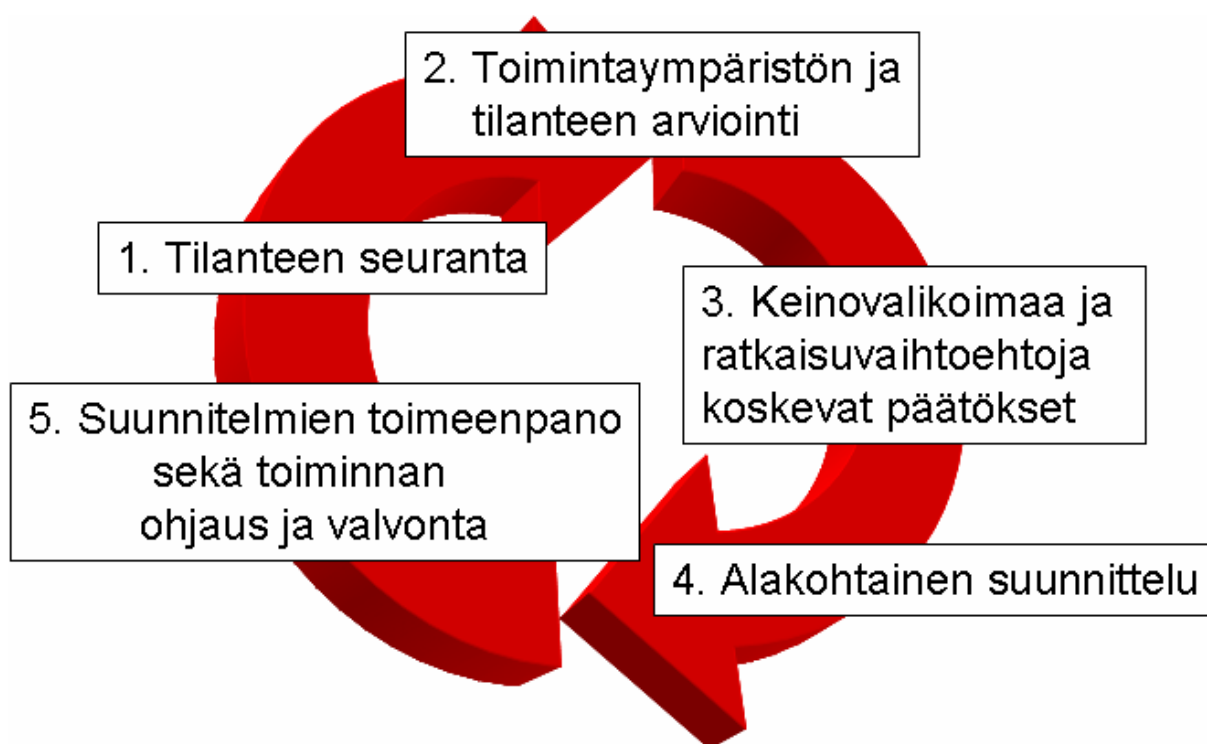 1. Tilanteen seuranta
2. Toimintaympäristön ja
tilanteen arviointi
3. Keinovalikoimaa ja
ratkaisuvaihtoehtoja
koskevat päätökset
4. Alakohtainen suunnittelu
5. Suunnitelmien toimeenpano
sekä toiminnan
ohjaus ja valvonta